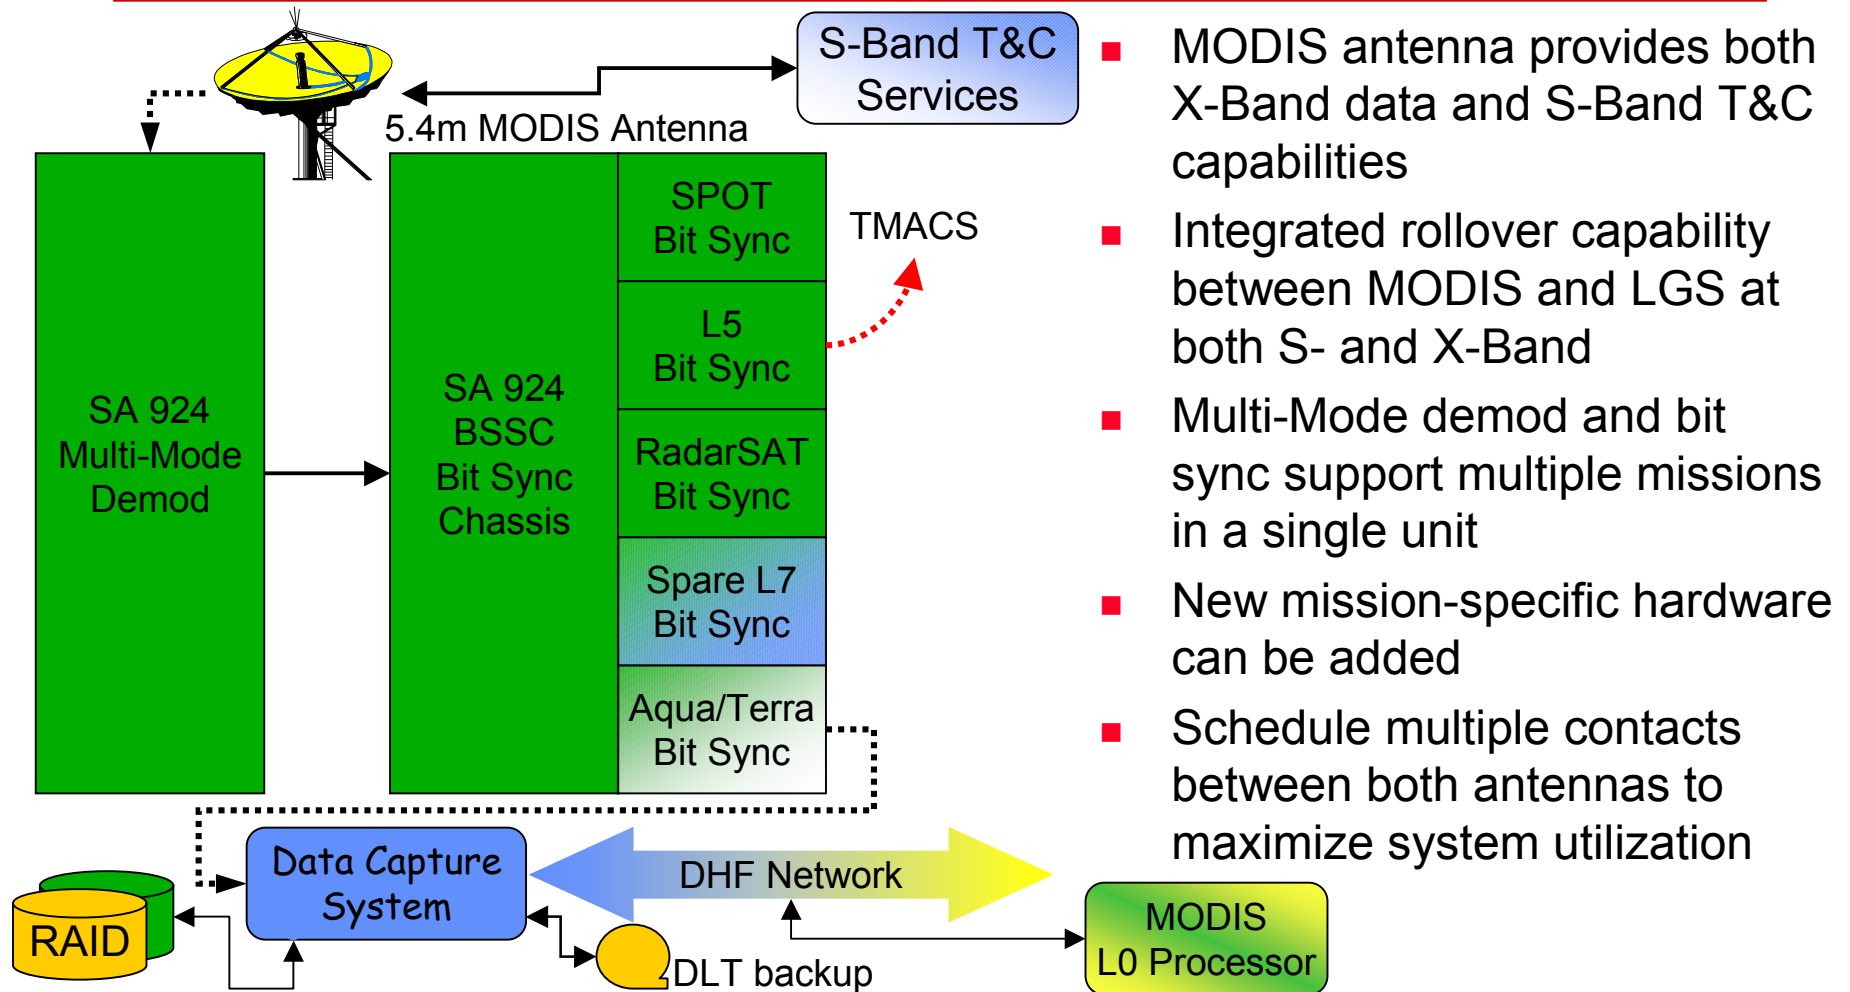 S-Band T&C
Services
5.4m MODIS Antenna
SA 924
Multi-Mode
Demod
SA 924
BSSC
Bit Sync
Chassis
SPOT
Bit Sync
L5
Bit Sync
RadarSAT
Bit Sync
Spare L7
Bit Sync
Aqua/Terra
Bit Sync
TMACS
Data Capture
System
RAID
DLT backup
DHF Network
MODIS
L0 Processor
MODIS antenna provides both
X-Band data and S-Band T&C
capabilities
Integrated rollover capability
between MODIS and LGS at
both S- and X-Band
Multi-Mode demod and bit
sync support multiple missions
in a single unit
New mission-specific hardware
can be added
Schedule multiple contacts
between both antennas to
maximize system utilization